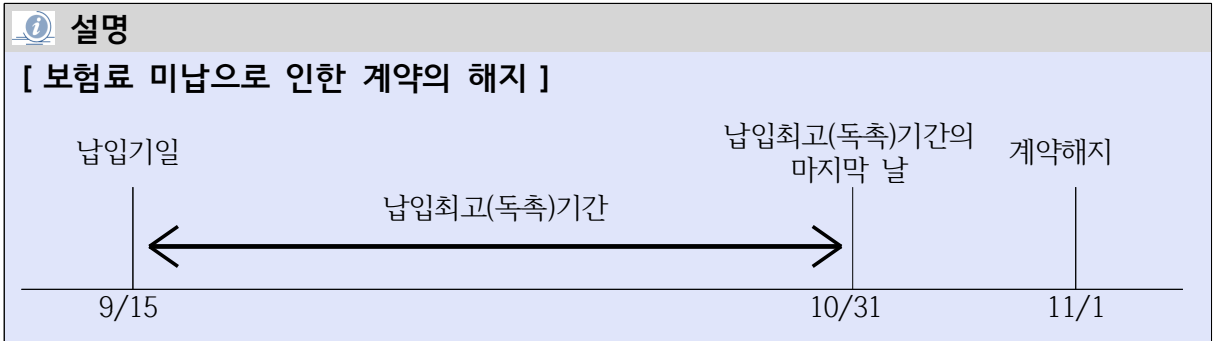 설명
[ 보험료 미납으로 인한 계약의 해지 ]
납입기일
납입최고(독촉)기간의
마지막 날
계약해지
납입최고(독촉)기간
9/15
10/31
11/1